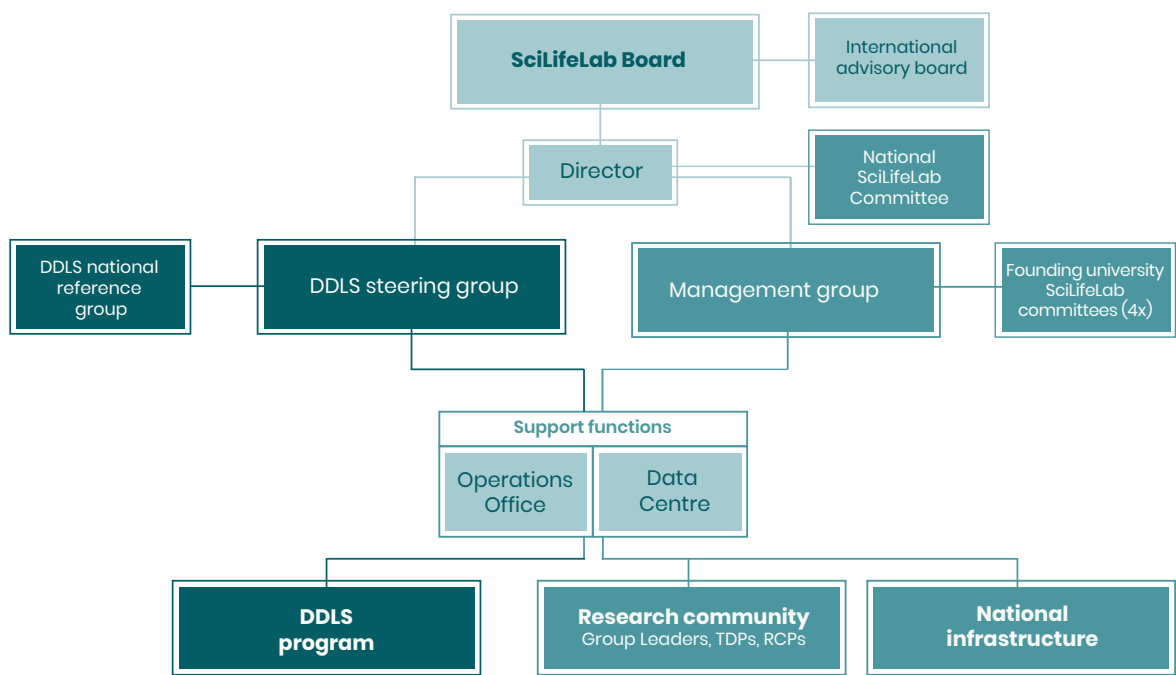 SciLifeLab Board
International
advisory board
Director
National
SciLifeLab
Committee
DDLS national
reference
group
DDLS steering group
Management group
Founding university
SciLifeLab
committees (4x)
Support functions
Operations
Office
Data
Centre
DDLS
program
Research community
Group Leaders, TDPs, RCPs
National
infrastructure